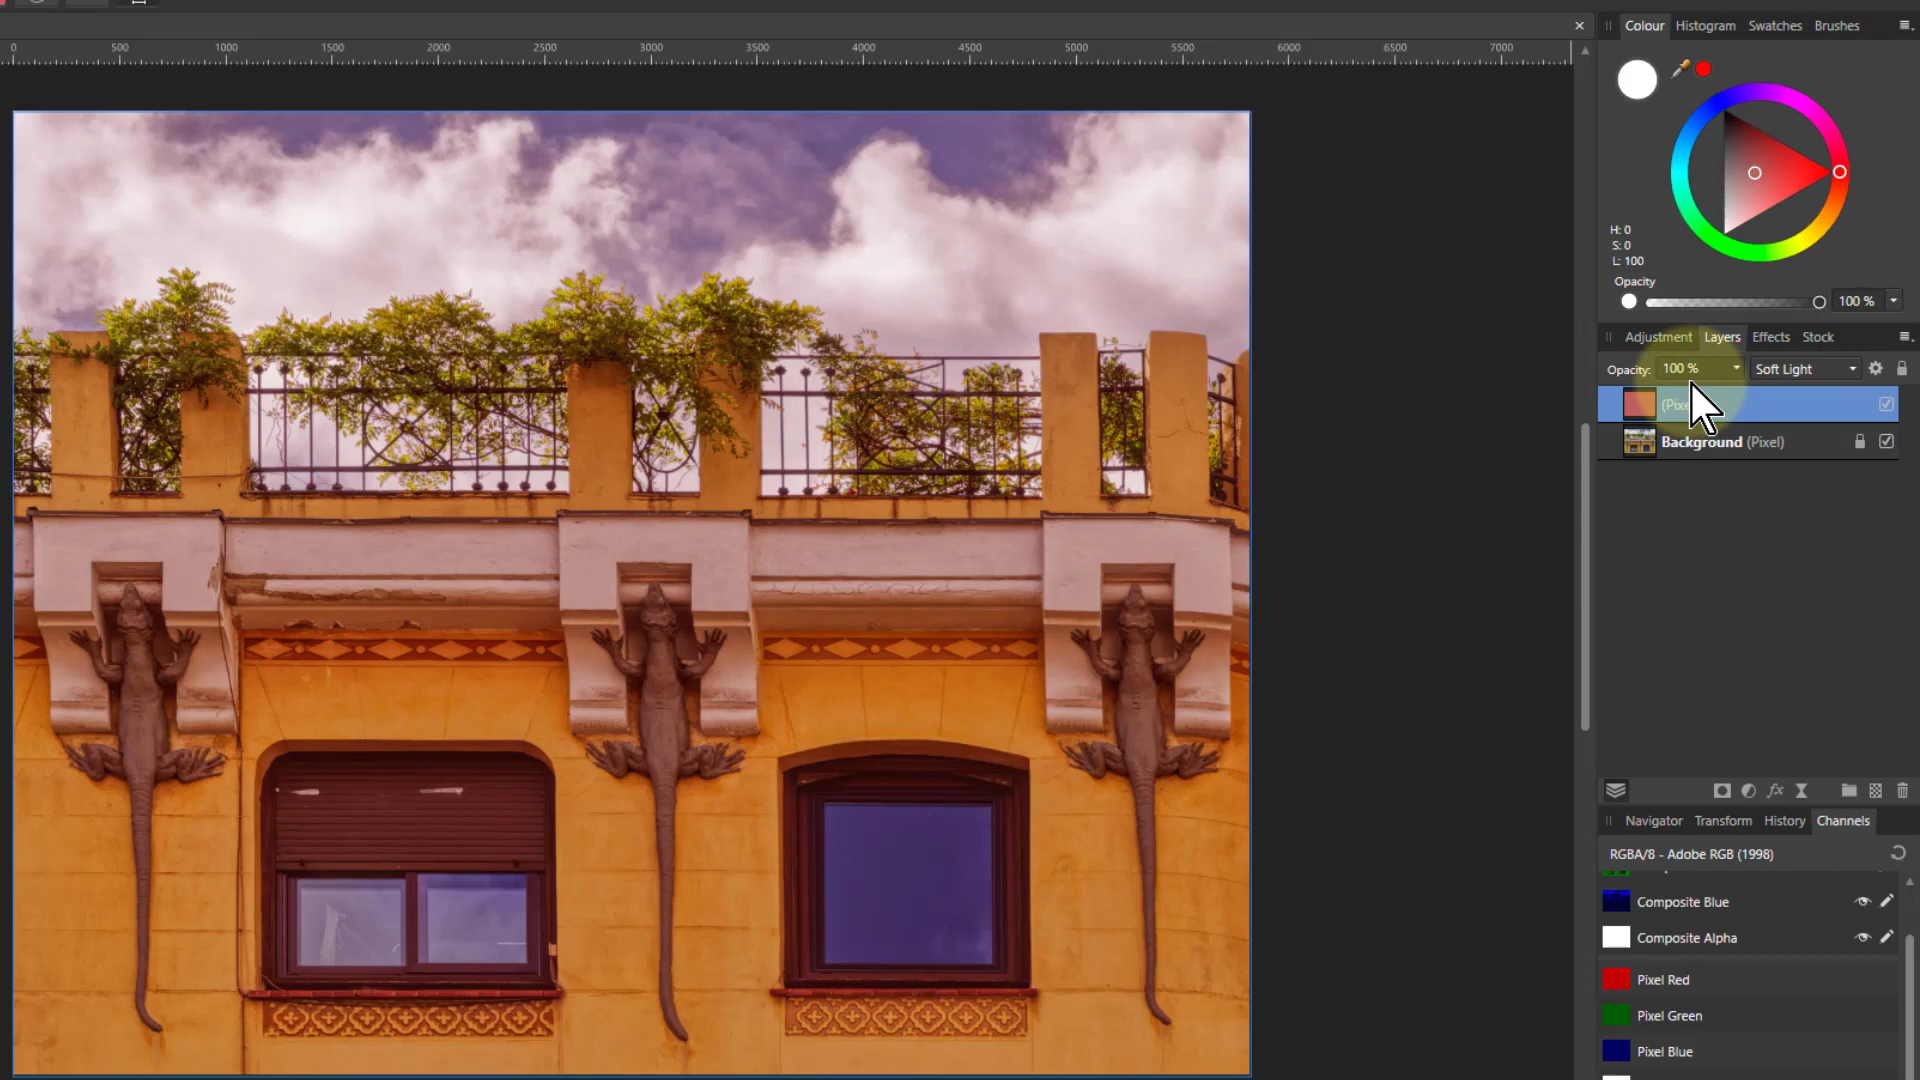 Colour Histogram Swatches Brushes
0 500 1000 1500 2000 2500 3000 3500 4000 4500 5000 5500 6000 6500 7000
H: 0
S: 0
L: 100
Opacity
100 %
Adjustment Layers Effects Stock
Opacity: 100 % Soft Light
Background (Pixel)
fx
Navigator Transform History Channels
RGBA/8 - Adobe RGB (1998)
Composite Blue
Composite Alpha
Pixel Red
Pixel Green
Pixel Blue